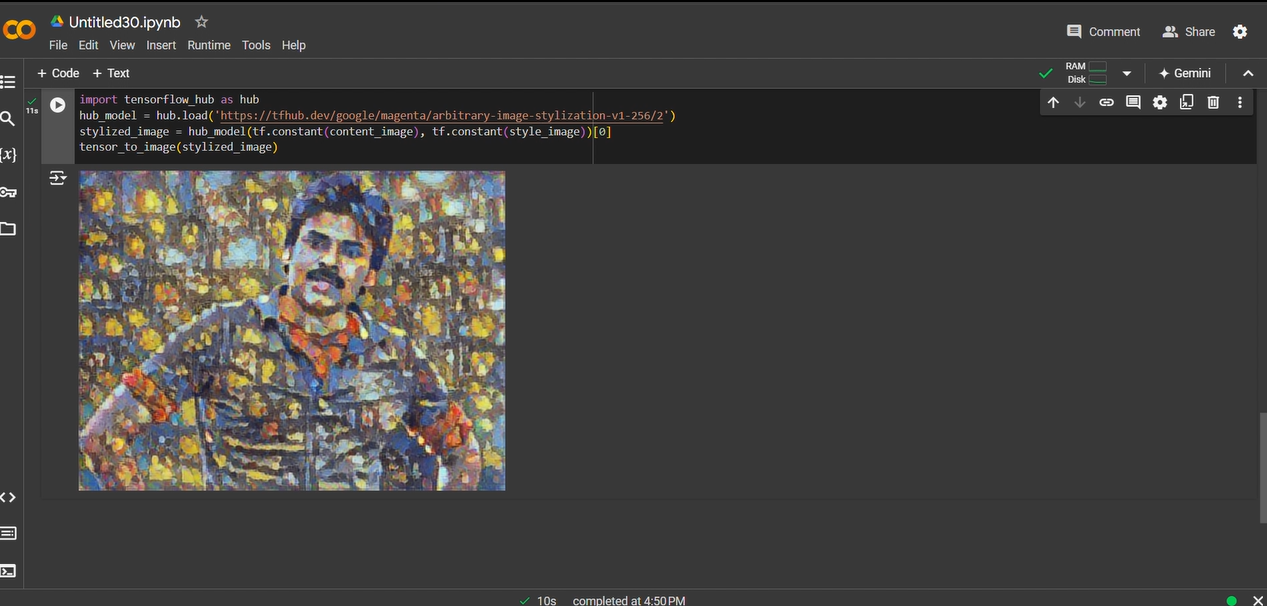 Untitled30.ipynb
File Edit View Insert Runtime Tools Help
Comment Share
+ Code + Text
RAM
Disk
Gemini
11s
import tensorflow_hub as hub
hub_model = hub.load('https://tfhub.dev/google/magenta/arbitrary-image-stylization-v1-256/2')
stylized_image = hub_model(tf.constant(content_image), tf.constant(style_image))[0]
tensor_to_image(stylized_image)
{x}
10s completed at 4:50 PM